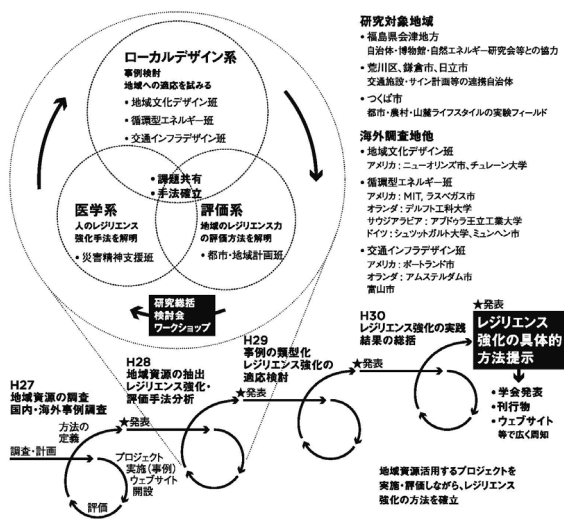 ローカルデザイン系
事例検討
地域への適応を試みる
• 地域文化デザイン班
• 循環型エネルギー班
• 交通インフラデザイン班
• 課題共有
• 手法確立
医学系
人のレジリエンス
強化手法を解明
• 災害精神支援班
評価系
地域のレジリエンス力
の評価方法を解明
• 都市・地域計画班
研究総括
検討会
ワークショップ
研究対象地域
• 福島県会津地方
自治体・博物館・自然エネルギー研究会等との協力
• 荒川区、鎌倉市、日立市
交通施設・サイン計画等の連携自治体
• つくば市
都市・農村・山麓ライフスタイルの実験フィールド
海外調査地他
• 地域文化デザイン班
アメリカ：ニューオリンズ市、チュレーン大学
• 循環型エネルギー班
アメリカ：MIT, ラスベガス市
オランダ：デルフト工科大学
サウジアラビア：アブドゥラ王立工業大学
ドイツ：シュツットガルト大学、ミュンヘン市
• 交通インフラデザイン班
アメリカ：ポートランド市
オランダ：アムステルダム市
富山市
H27
地域資源の調査
国内・海外事例調査
方法の
定義
調査・計画
評価
プロジェクト
実施（事例）
ウェブサイト
開設
★発表
H28
地域資源の抽出
レジリエンス強化・
評価手法分析
★発表
H29
事例の類型化
レジリエンス強化の
適応検討
★発表
H30
レジリエンス強化の実践
結果の総括
★発表
レジリエンス
強化の具体的
方法提示
• 学会発表
• 刊行物
• ウェブサイト
等で広く周知
地域資源活用するプロジェクトを
実施・評価しながら、レジリエンス
強化の方法を確立